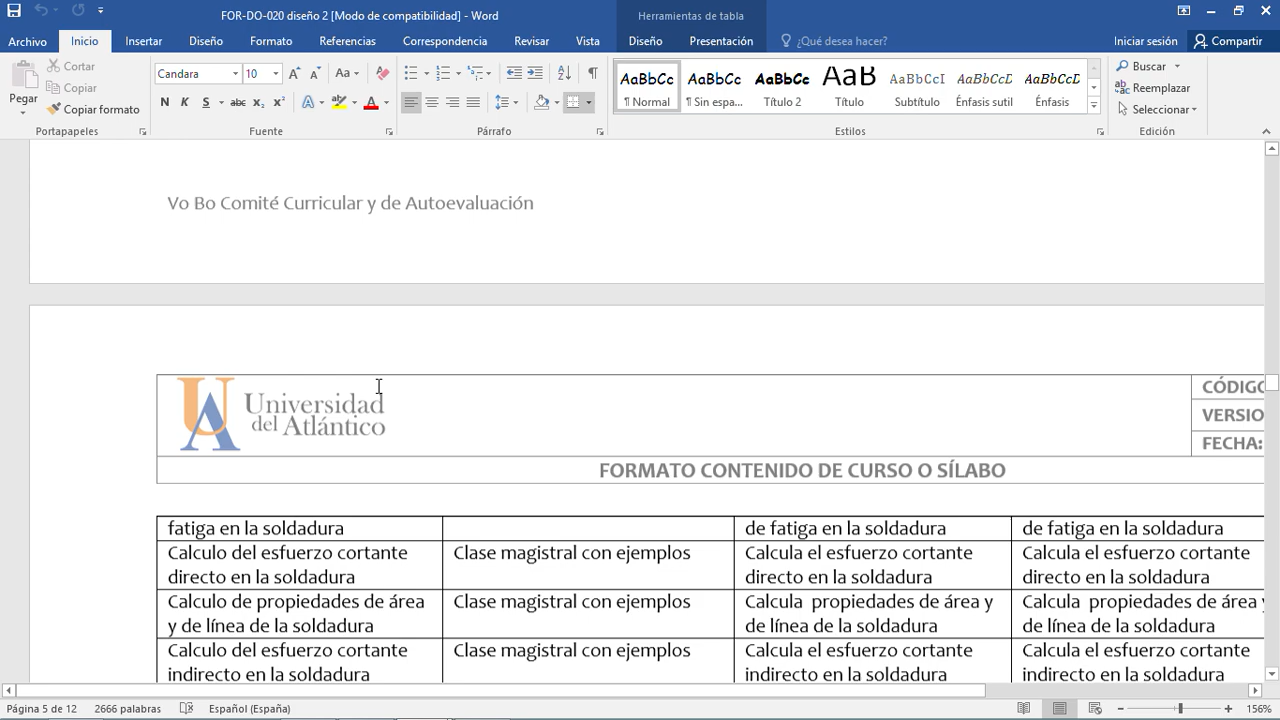 FOR-DO-020 diseño 2 [Modo de compatibilidad] - Word
Herramientas de tabla
Archivo Inicio Insertar Diseño Formato Referencias Correspondencia Revisar Vista Diseño Presentación ¿Qué desea hacer? Iniciar sesión Compartir
Pegar
Cortar
Copiar
Copiar formato
Portapapeles
Candara 10 Aa
N K S abc x₂ x² A A
Fuente
Párrafo
AaBbCc AaBbCc AaBbCc AaB AaBbCcI AaBbCc AaBbCc
¶ Normal ¶ Sin espa... Título 2 Título Subtítulo Énfasis sutil Énfasis
Estilos
Buscar
Reemplazar
Seleccionar
Edición
Vo Bo Comité Curricular y de Autoevaluación
UA Universidad
del Atlántico
CÓDIGO
VERSIO
FECHA:
FORMATO CONTENIDO DE CURSO O SÍLABO
fatiga en la soldadura de fatiga en la soldadura de fatiga en la soldadura
Calculo del esfuerzo cortante Clase magistral con ejemplos Calcula el esfuerzo cortante Calcula el esfuerzo cortante
directo en la soldadura directo en la soldadura directo en la soldadura
Calculo de propiedades de área Clase magistral con ejemplos Calcula propiedades de área y Calcula propiedades de área y
y de línea de la soldadura de línea de la soldadura de línea de la soldadura
Calculo del esfuerzo cortante Clase magistral con ejemplos Calcula el esfuerzo cortante Calcula el esfuerzo cortante
indirecto en la soldadura indirecto en la soldadura indirecto en la soldadura
Página 5 de 12 2666 palabras Español (España) 156%